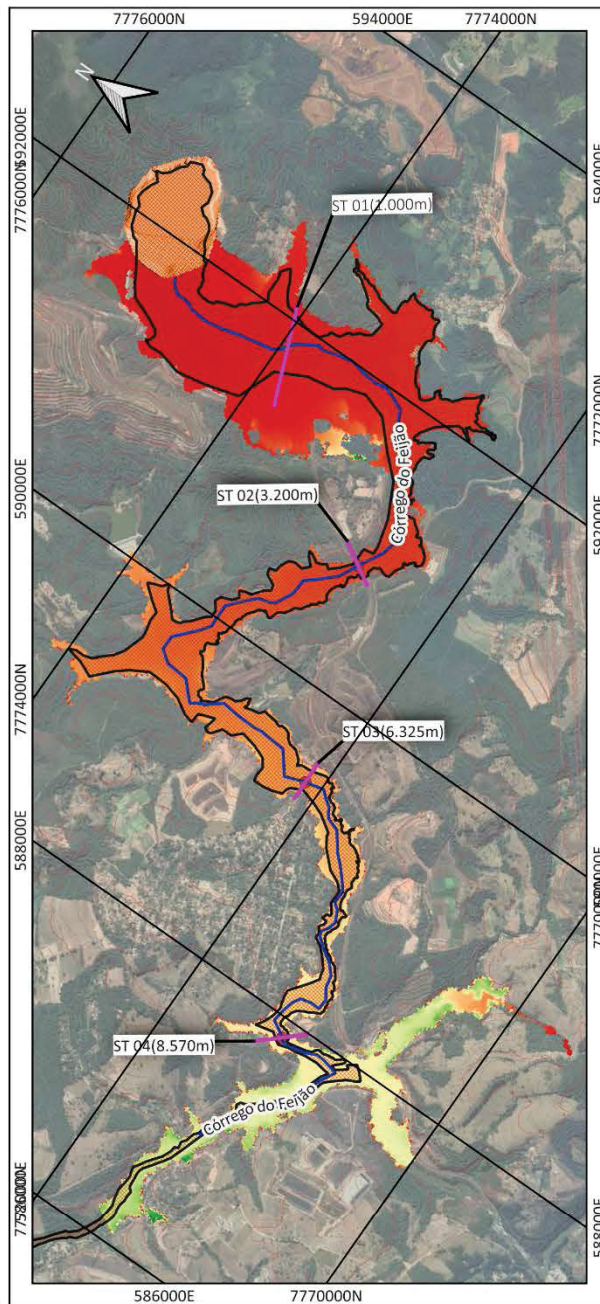 7776000N
594000E
7774000N
N
592000E
7776000N
594000E
ST 01(1.000m)
7772000N
Córrego do Feijão
590000E
ST 02(3.200m)
592000E
7774000N
ST 03(6.325m)
588000E
ST 04(8.570m)
Córrego do Feijão
588000E
586000E
7770000N